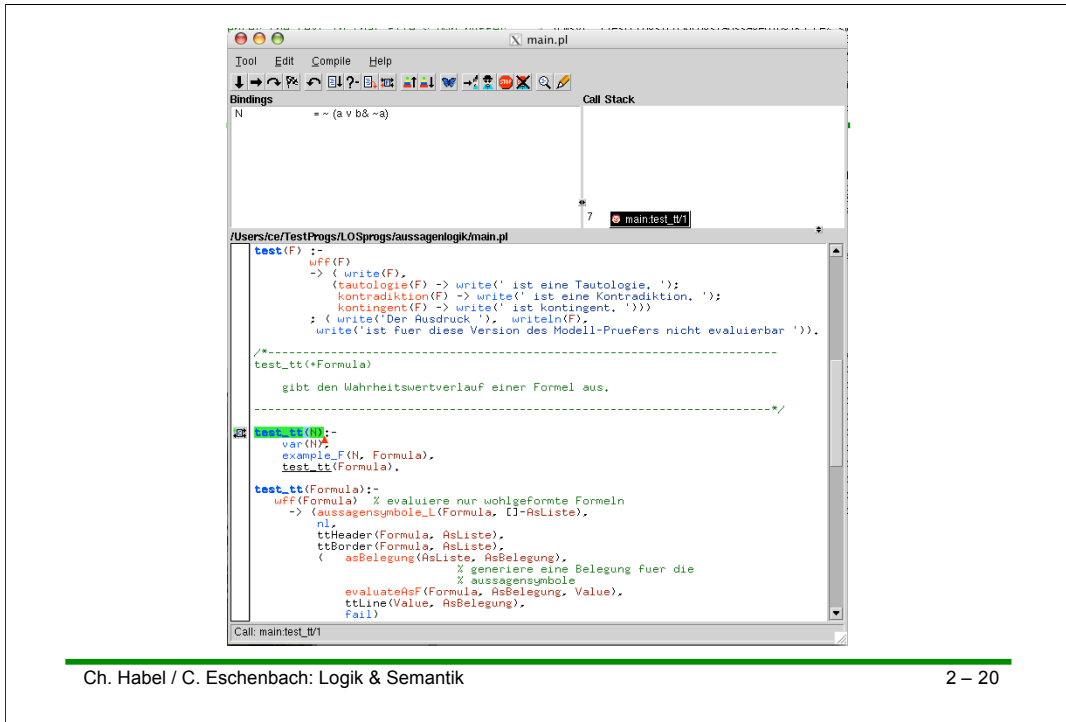 main.pl
Tool Edit Compile Help
Bindings
Call Stack
N = ~ (a v b& ~a)
7 main:test_tt/1
/Users/ce/TestProgs/LOSprogs/aussagenlogik/main.pl
test(F) :-
wff(F)
-> ( write(F),
(tautologie(F) -> write(' ist eine Tautologie. ');
kontradiktion(F) -> write(' ist eine Kontradiktion. ');
kontingent(F) -> write(' ist kontingent. ')))
; ( write('Der Ausdruck '), writeln(F),
write('ist fuer diese Version des Modell-Pruefers nicht evaluierbar ')).
/*---------------------------------------------------------------------------
test_tt(+Formula)
gibt den Wahrheitswertverlauf einer Formel aus.
----------------------------------------------------------------------------*/
test_tt(N):-
var(N),
example_F(N, Formula),
test_tt(Formula).
test_tt(Formula):-
wff(Formula) % evaluiere nur wohlgeformte Formeln
-> (aussagensymbole_L(Formula, []-AsListe),
nl,
ttHeader(Formula, AsListe),
ttBorder(Formula, AsListe),
( asBelegung(AsListe, AsBelegung),
% generiere eine Belegung fuer die
% aussagensymbole
evaluateAsF(Formula, AsBelegung, Value),
ttLine(Value, AsBelegung),
fail)
Call: main:test_tt/1
Ch. Habel / C. Eschenbach: Logik & Semantik
2 – 20